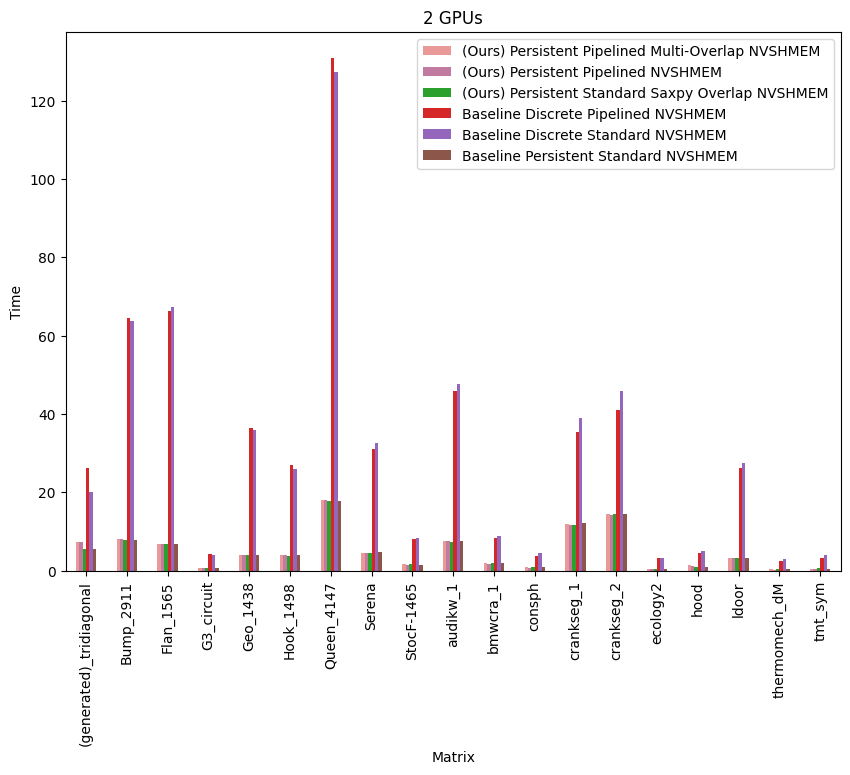 2 GPUs
(Ours) Persistent Pipelined Multi-Overlap NVSHMEM
(Ours) Persistent Pipelined NVSHMEM
(Ours) Persistent Standard Saxpy Overlap NVSHMEM
Baseline Discrete Pipelined NVSHMEM
Baseline Discrete Standard NVSHMEM
Baseline Persistent Standard NVSHMEM
120
100
80
60
40
20
0
Time
(generated)_tridiagonal
Bump_2911
Flan_1565
G3_circuit
Geo_1438
Hook_1498
Queen_4147
Serena
StocF-1465
audikw_1
bmwcra_1
consph
crankseg_1
crankseg_2
ecology2
hood
ldoor
thermomech_dM
tmt_sym
Matrix